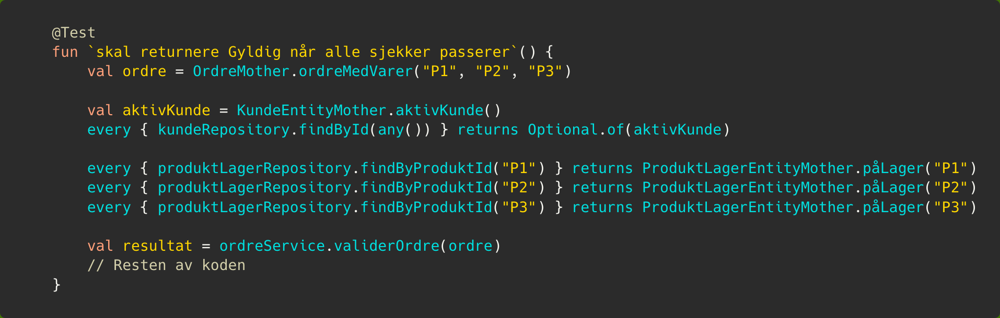 @Test
fun `skal returnere Gyldig når alle sjekker passerer`() {
val ordre = OrdreMother.ordreMedVarer("P1", "P2", "P3")
val aktivKunde = KundeEntityMother.aktivKunde()
every { kundeRepository.findById(any()) } returns Optional.of(aktivKunde)
every { produktLagerRepository.findByProduktId("P1") } returns ProduktLagerEntityMother.påLager("P1")
every { produktLagerRepository.findByProduktId("P2") } returns ProduktLagerEntityMother.påLager("P2")
every { produktLagerRepository.findByProduktId("P3") } returns ProduktLagerEntityMother.påLager("P3")
val resultat = ordreService.validerOrdre(ordre)
// Resten av koden
}